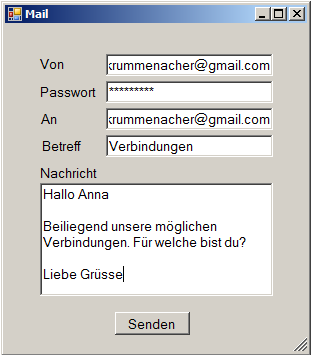 Mail
Von krummenacher@gmail.com
Passwort *********
An krummenacher@gmail.com
Betreff Verbindungen
Nachricht
Hallo Anna
Beiliegend unsere möglichen
Verbindungen. Für welche bist du?
Liebe Grüsse
Senden